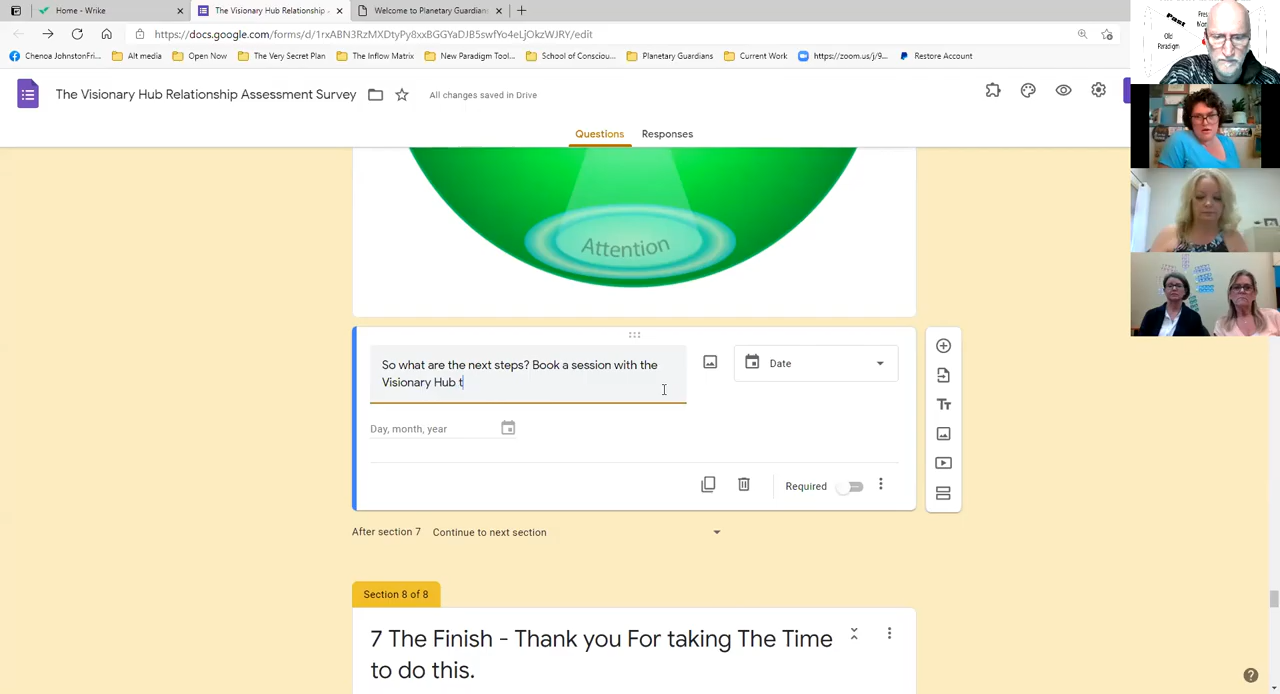 Home - Wrike
The Visionary Hub Relationship
Welcome to Planetary Guardians
https://docs.google.com/forms/d/1rxABN3RzMXDtyPy8xxBGGYaDJB5swfYo4eLjOkzWJRY/edit
Chenoa JohnstonFri...
Alt media
Open Now
The Very Secret Plan
The Inflow Matrix
New Paradigm Tool...
School of Consciou...
Planetary Guardians
Current Work
https://zoom.us/j/9...
Restore Account
The Visionary Hub Relationship Assessment Survey
All changes saved in Drive
Questions
Responses
Attention
So what are the next steps? Book a session with the
Visionary Hub t
Date
Day, month, year
Required
After section 7
Continue to next section
Section 8 of 8
7 The Finish - Thank you For taking The Time
to do this.
Past
Old
Paradigm